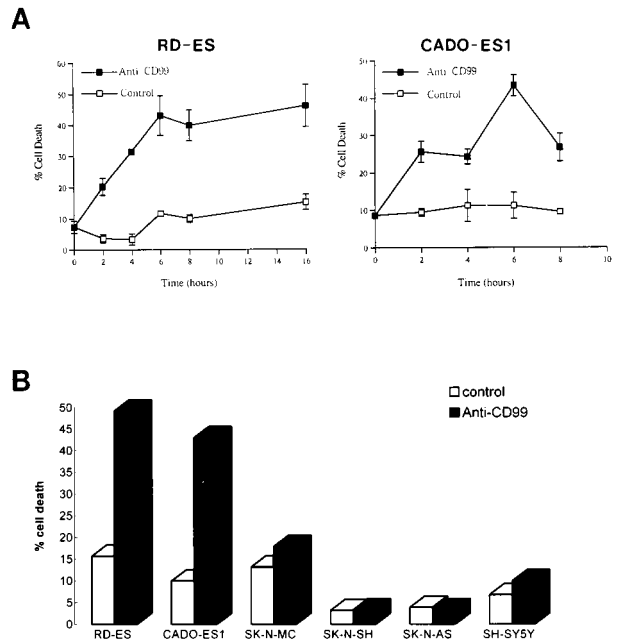 A
RD-ES
CADO-ES1
Anti CD99
Control
% Cell Death
60
50
40
30
20
10
0
0 2 4 6 8 10 12 14 16
Time (hours)
Anti CD99
Control
% Cell Death
50
40
30
20
10
0
0 2 4 6 8 10
Time (hours)
B
control
Anti-CD99
% cell death
50
45
40
35
30
25
20
15
10
5
0
RD-ES CADO-ES1 SK-N-MC SK-N-SH SK-N-AS SH-SY5Y